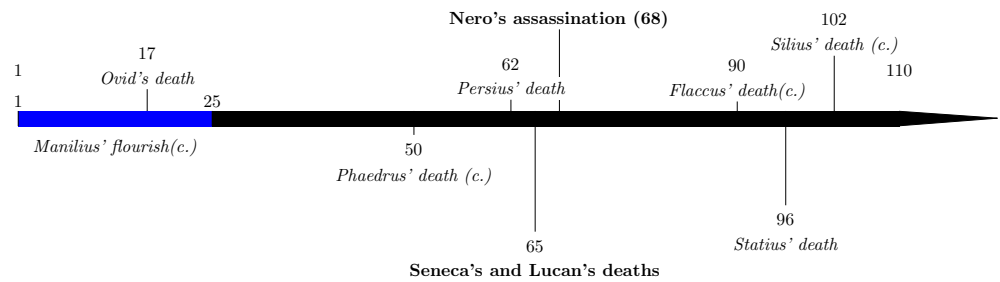 Nero's assassination (68)
102
Silius' death (c.)
17
Ovid's death
62
Persius' death
90
Flaccus' death(c.)
1
110
1
25
Manilius' flourish(c.)
50
Phaedrus' death (c.)
96
Statius' death
65
Seneca's and Lucan's deaths